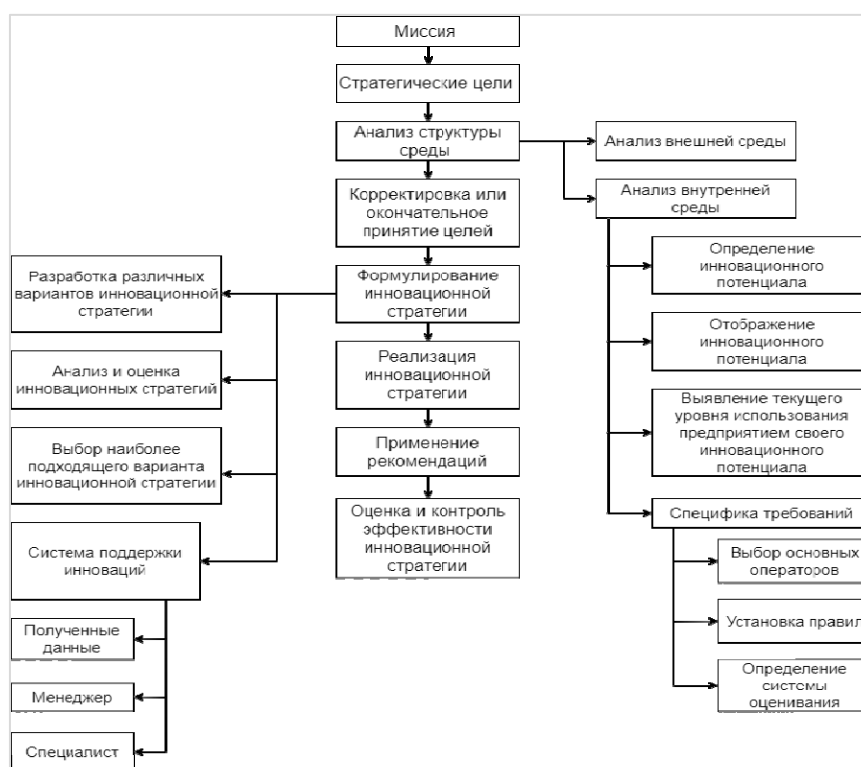 Миссия
Стратегические цели
Анализ структуры
среды
Анализ внешней среды
Анализ внутренней
среды
Корректировка или
окончательное
принятие целей
Определение
инновационного
потенциала
Разработка различных
вариантов инновационной
стратегии
Формулирование
инновационной
стратегии
Отображение
инновационного
потенциала
Анализ и оценка
инновационных стратегий
Реализация
инновационной
стратегии
Выявление текущего
уровня использования
предприятием своего
инновационного
потенциала
Выбор наиболее
подходящего варианта
инновационной стратегии
Применение
рекомендаций
Оценка и контроль
эффективности
инновационной
стратегии
Специфика требований
Система поддержки
инноваций
Выбор основных
операторов
Полученные
данные
Установка правил
Менеджер
Определение
системы
оценивания
Специалист